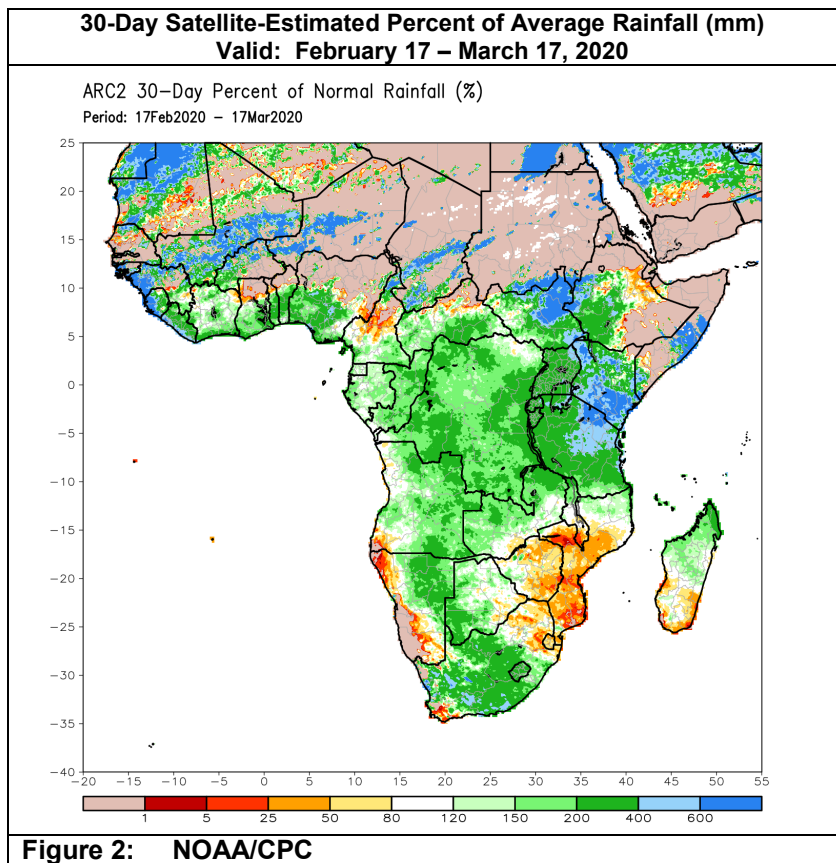 30-Day Satellite-Estimated Percent of Average Rainfall (mm)
Valid: February 17 – March 17, 2020
ARC2 30-Day Percent of Normal Rainfall (%)
Period: 17Feb2020 - 17Mar2020
25
20
15
10
5
0
-5
-10
-15
-20
-25
-30
-35
-40
-20 -15 -10 -5 0 5 10 15 20 25 30 35 40 45 50 55
1 5 25 50 80 120 150 200 400 600
Figure 2: NOAA/CPC